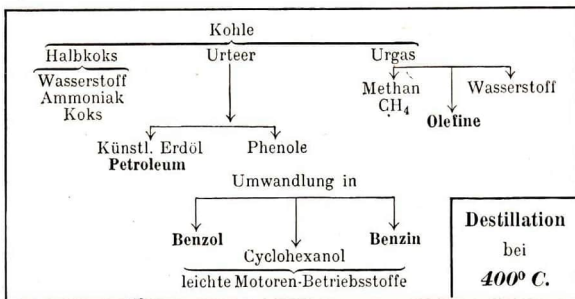 Kohle
Halbkoks Urteer Urgas
Wasserstoff
Ammoniak
Koks
Methan
CH₄
Olefine
Wasserstoff
Künstl. Erdöl
Petroleum
Phenole
Umwandlung in
Benzol Cyclohexanol Benzin
leichte Motoren-Betriebsstoffe
Destillation
bei
400⁰ C.